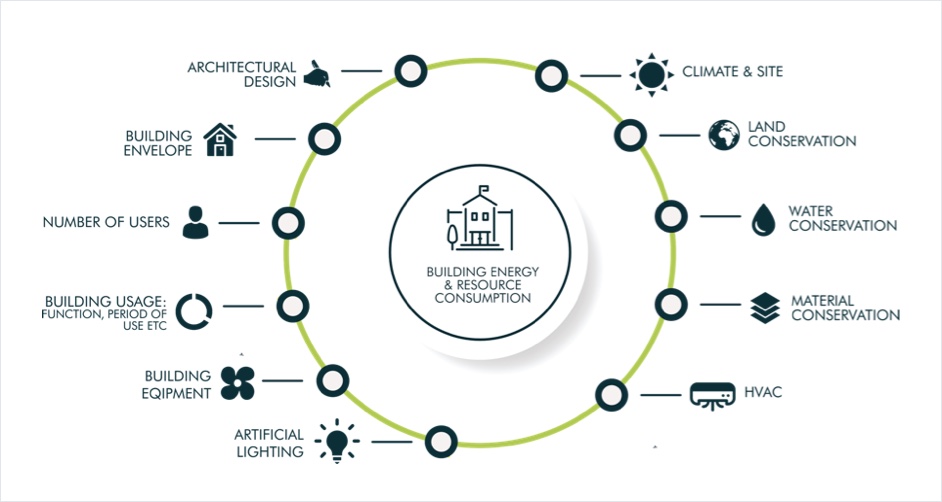 ARCHITECTURAL
DESIGN
BUILDING
ENVELOPE
NUMBER OF USERS
BUILDING USAGE:
FUNCTION, PERIOD OF
USE ETC
BUILDING
EQIPMENT
ARTIFICIAL
LIGHTING
BUILDING ENERGY
& RESOURCE
CONSUMPTION
CLIMATE & SITE
LAND
CONSERVATION
WATER
CONSERVATION
MATERIAL
CONSERVATION
HVAC